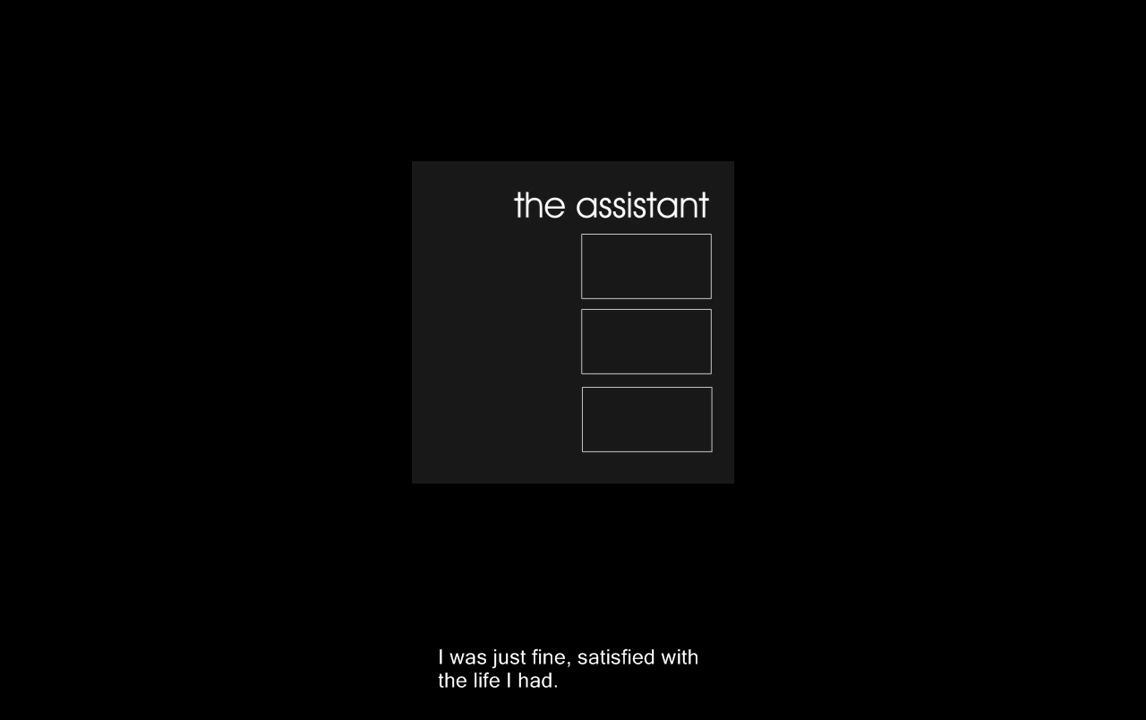 the assistant
I was just fine, satisfied with
the life I had.